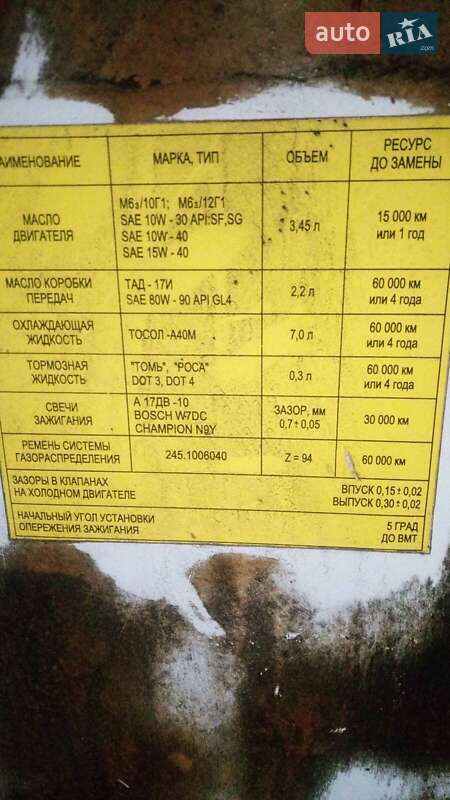 auto RIA.com
АИМЕНОВАНИЕ МАРКА, ТИП ОБЪЕМ РЕСУРС ДО ЗАМЕНЫ
МАСЛО ДВИГАТЕЛЯ
М6з/10Г1; М6з/12Г1
SAE 10W - 30 API:SF,SG
SAE 10W - 40
SAE 15W - 40
3,45 л
15 000 км
или 1 год
МАСЛО КОРОБКИ
ПЕРЕДАЧ
ТАД - 17И
SAE 80W - 90 API GL4
2,2 л
60 000 км
или 4 года
ОХЛАЖДАЮЩАЯ
ЖИДКОСТЬ
ТОСОЛ -А40М
7,0 л
60 000 км
или 4 года
ТОРМОЗНАЯ
ЖИДКОСТЬ
"ТОМЬ", "РОСА"
DOT 3, DOT 4
0,3 л
60 000 км
или 4 года
СВЕЧИ
ЗАЖИГАНИЯ
А 17ДВ -10
BOSCH W7DC
CHAMPION N9Y
ЗАЗОР, мм
0,7 ± 0,05
30 000 км
РЕМЕНЬ СИСТЕМЫ
ГАЗОРАСПРЕДЕЛЕНИЯ
245.1006040
Z = 94
60 000 км
ЗАЗОРЫ В КЛАПАНАХ
НА ХОЛОДНОМ ДВИГАТЕЛЕ
ВПУСК 0,15 ± 0,02
ВЫПУСК 0,30 ± 0,02
НАЧАЛЬНЫЙ УГОЛ УСТАНОВКИ
ОПЕРЕЖЕНИЯ ЗАЖИГАНИЯ
5 ГРАД
ДО ВМТ